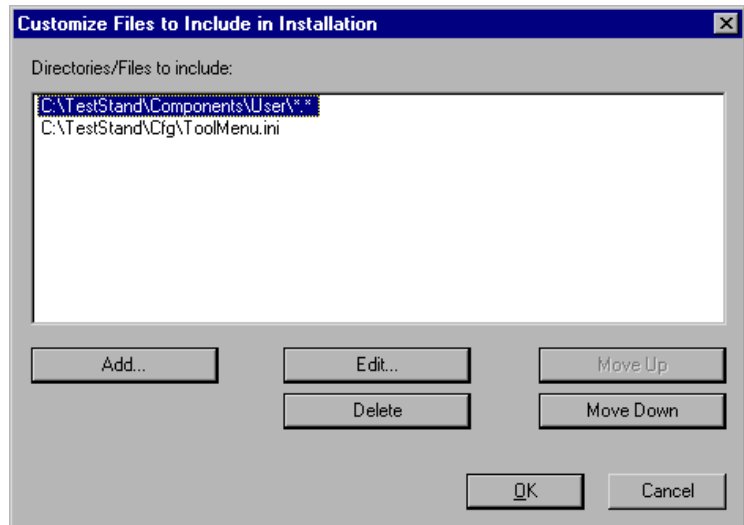 Customize Files to Include in Installation
Directories/Files to include:
C:\TestStand\Components\User\*.*
C:\TestStand\Cfg\ToolMenu.ini
Add... Edit... Move Up
Delete Move Down
OK Cancel